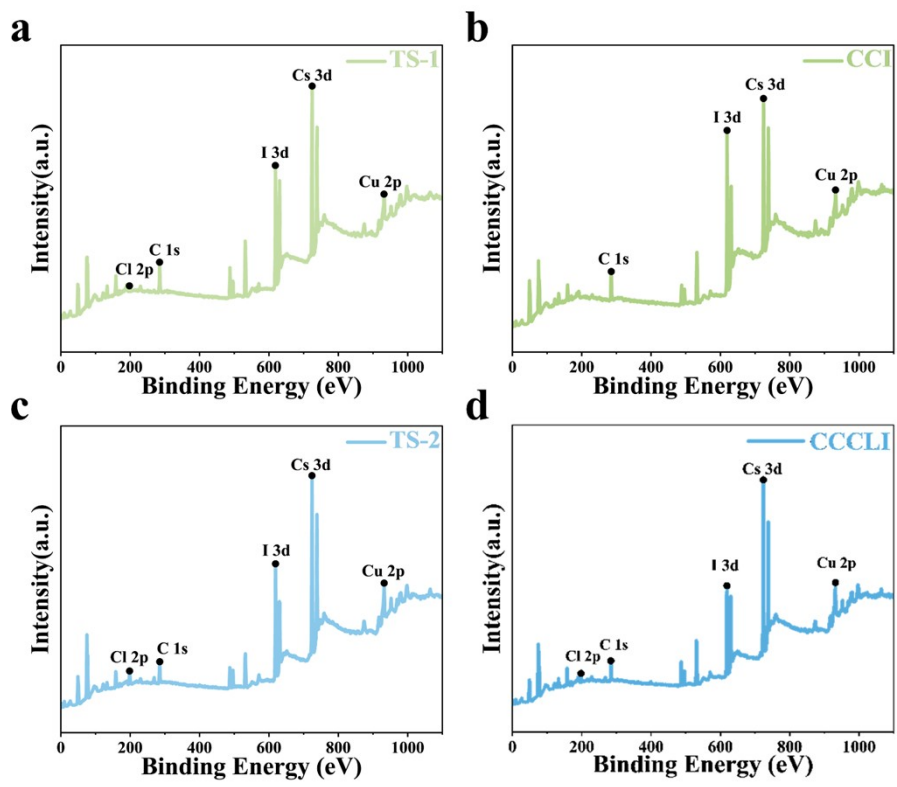 a
TS-1
Cs 3d
I 3d
Cu 2p
C 1s
Cl 2p
Intensity(a.u.)
0 200 400 600 800 1000
Binding Energy (eV)
b
CCI
Cs 3d
I 3d
Cu 2p
C 1s
Intensity(a.u.)
0 200 400 600 800 1000
Binding Energy (eV)
c
TS-2
Cs 3d
I 3d
Cu 2p
C 1s
Cl 2p
Intensity(a.u.)
0 200 400 600 800 1000
Binding Energy (eV)
d
CCCLI
Cs 3d
I 3d
Cu 2p
C 1s
Cl 2p
Intensity(a.u.)
0 200 400 600 800 1000
Binding Energy (eV)